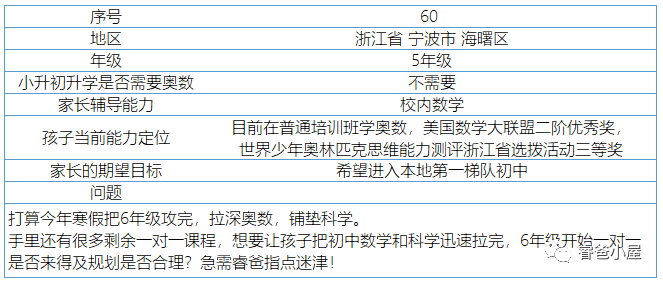 序号 60
地区 浙江省 宁波市 海曙区
年级 5年级
小升初升学是否需要奥数 不需要
家长辅导能力 校内数学
孩子当前能力定位 目前在普通培训班学奥数，美国数学大联盟二阶优秀奖，
世界少年奥林匹克思维能力测评浙江省选拨活动三等奖
家长的期望目标 希望进入本地第一梯队初中
问题
打算今年寒假把6年级攻完，拉深奥数，铺垫科学。
手里还有很多剩余一对一课程，想要让孩子把初中数学和科学迅速拉完，6年级开始一对一
是否来得及规划是否合理？急需睿爸指点迷津！
睿爸小屋